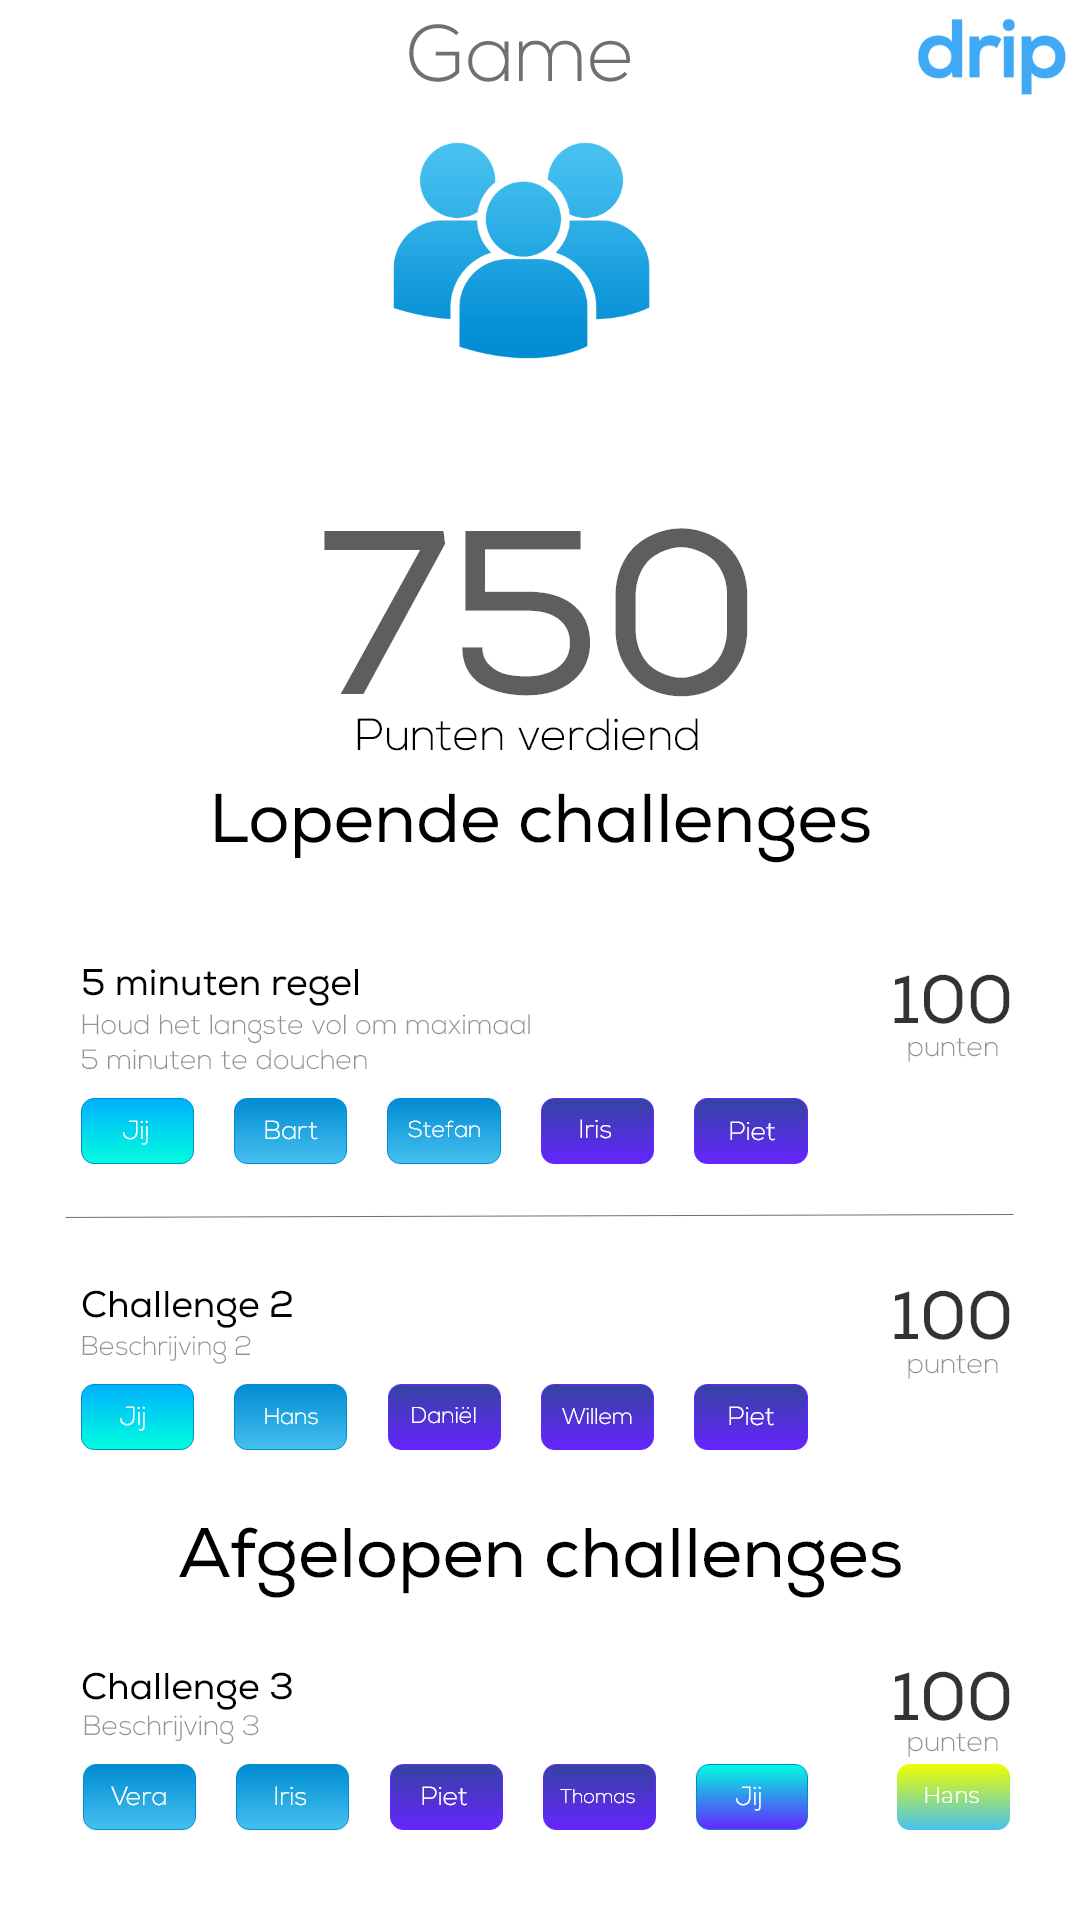 Game
drip
750
Punten verdiend
Lopende challenges
5 minuten regel
Houd het langste vol om maximaal
5 minuten te douchen
100
punten
Jij
Bart
Stefan
Iris
Piet
Challenge 2
Beschrijving 2
100
punten
Jij
Hans
Daniël
Willem
Piet
Afgelopen challenges
Challenge 3
Beschrijving 3
100
punten
Vera
Iris
Piet
Thomas
Jij
Hans